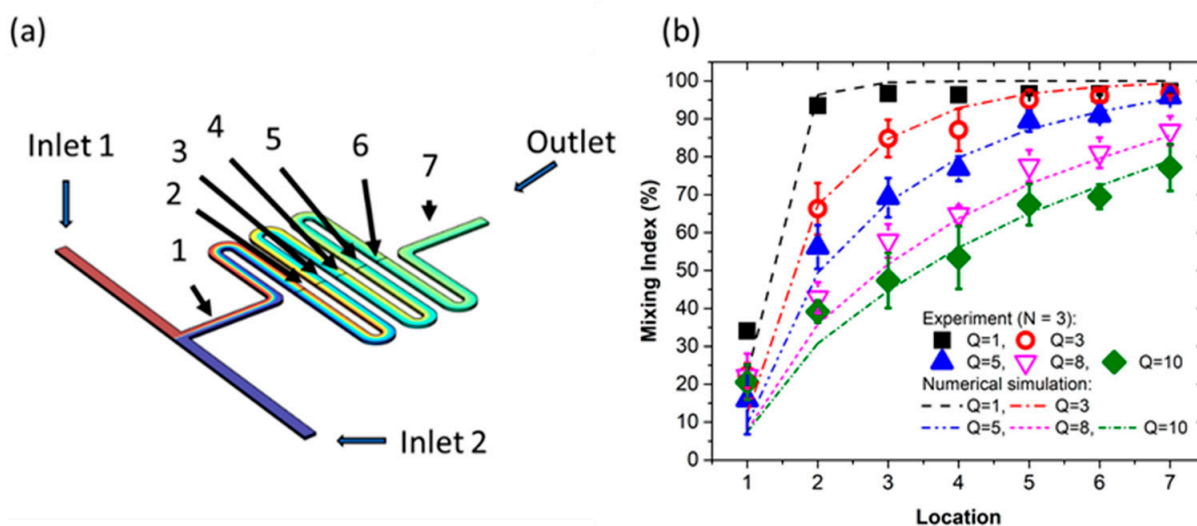 (a)
Inlet 1
1
2
3
4
5
6
7
Outlet
Inlet 2
(b)
Mixing Index (%)
100
90
80
70
60
50
40
30
20
10
0
Experiment (N = 3):
Q=1, Q=3
Q=5, Q=8, Q=10
Numerical simulation:
Q=1, Q=3
Q=5, Q=8, Q=10
1 2 3 4 5 6 7
Location